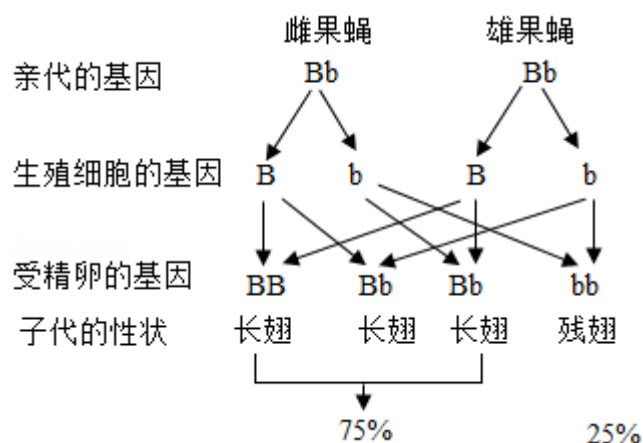 雌果蝇 雄果蝇
亲代的基因 Bb Bb
生殖细胞的基因 B b B b
受精卵的基因 BB Bb Bb bb
子代的性状 长翅 长翅 长翅 残翅
75% 25%